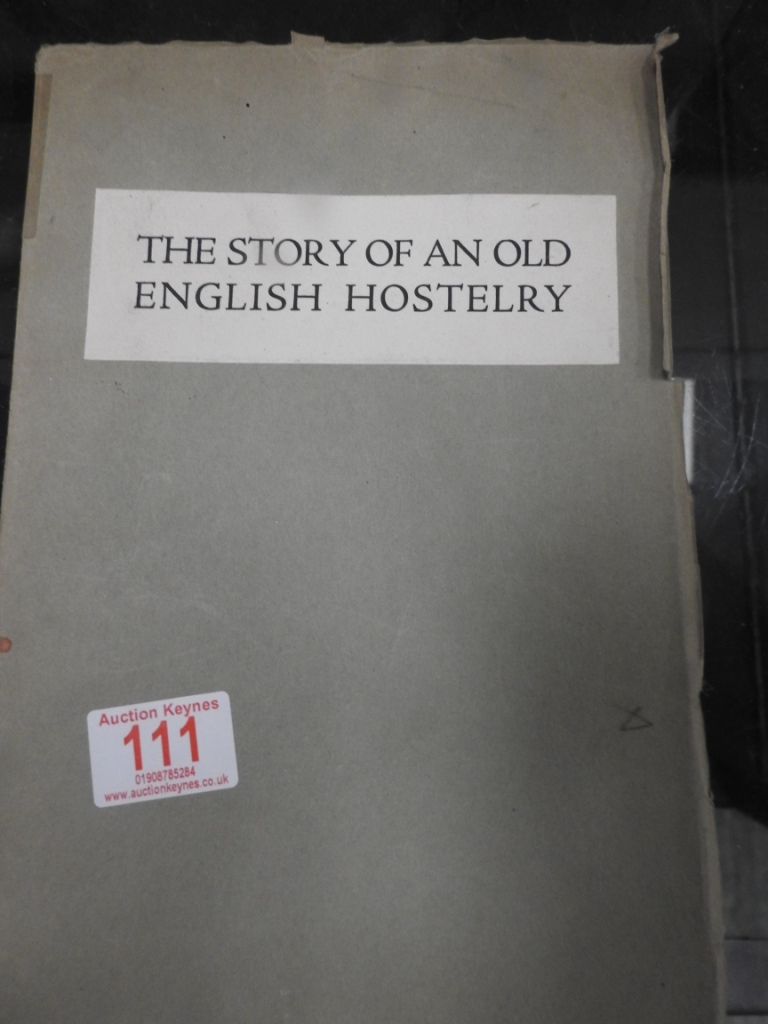 THE STORY OF AN OLD
ENGLISH HOSTELRY
Auction Keynes
111
01908785284
www.auctionkeynes.co.uk